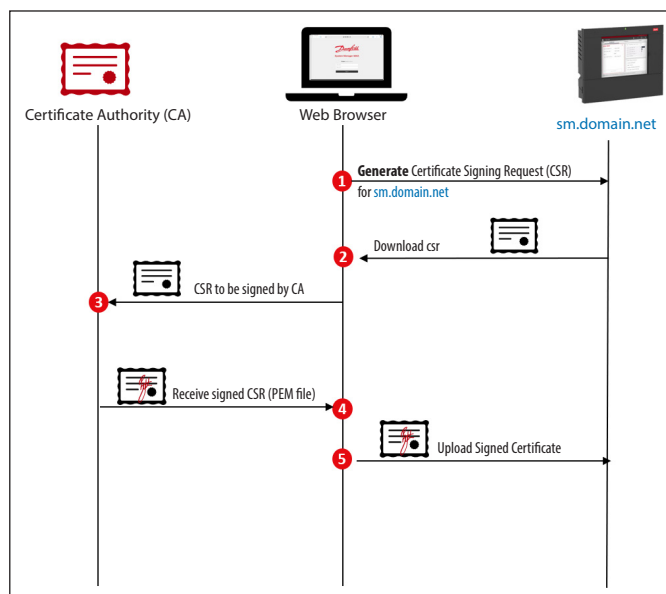 Danfoss
Certificate Authority (CA)
Web Browser
sm.domain.net
1
Generate Certificate Signing Request (CSR)
for sm.domain.net
2
Download csr
3
CSR to be signed by CA
Receive signed CSR (PEM file)
4
5
Upload Signed Certificate